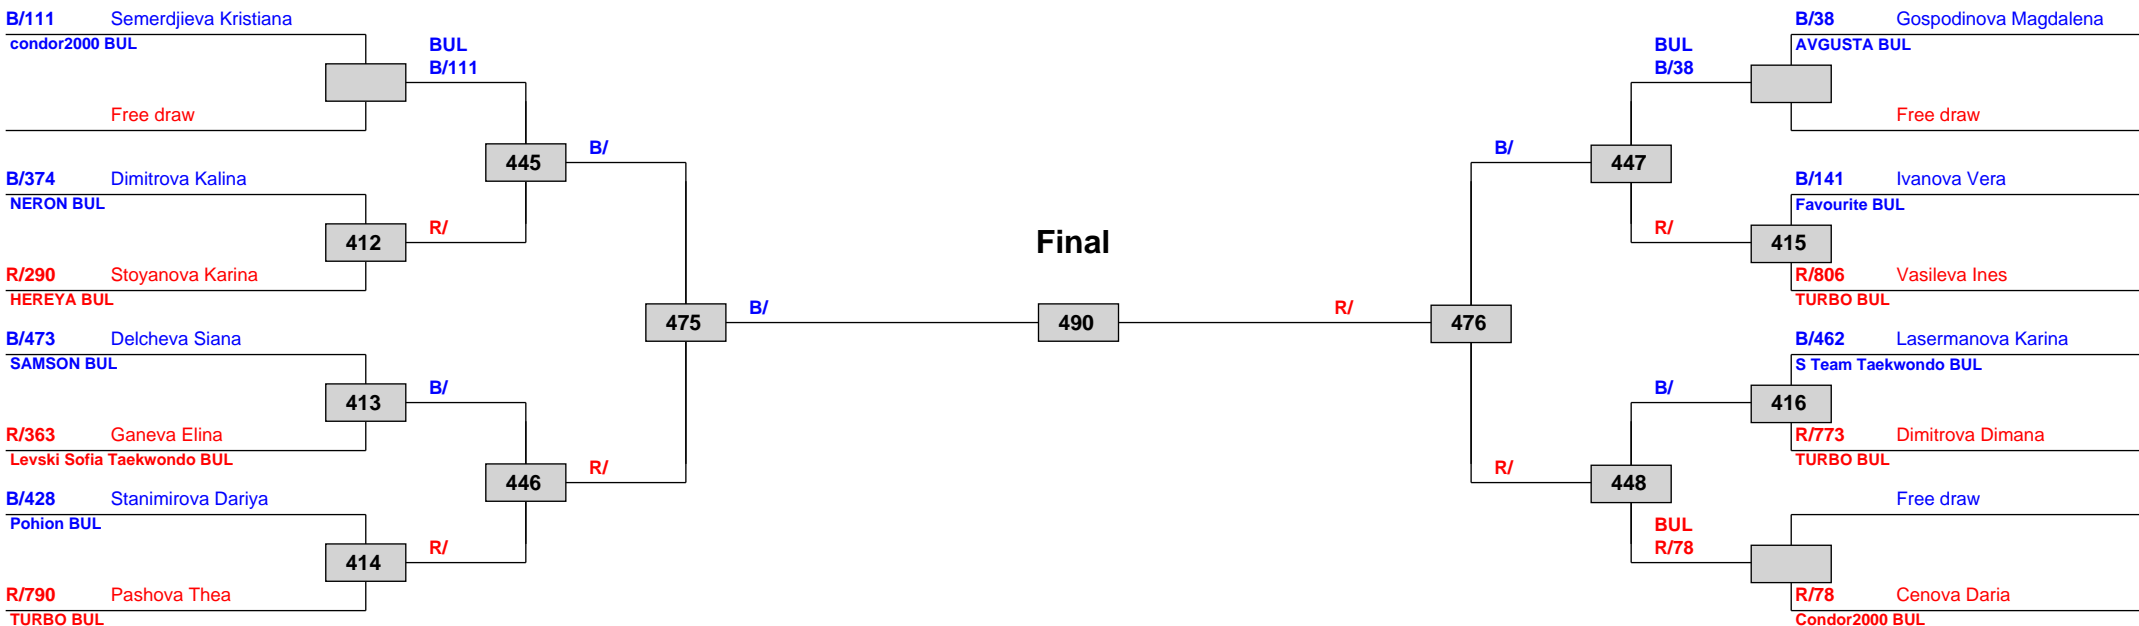 B/111 Semerdjieva Kristiana
condor2000 BUL
BUL
B/111
Free draw
445
B/
B/374 Dimitrova Kalina
NERON BUL
412
R/
R/290 Stoyanova Karina
HEREYA BUL
475
B/
B/473 Delcheva Siana
SAMSON BUL
413
B/
R/363 Ganeva Elina
Levski Sofia Taekwondo BUL
446
R/
B/428 Stanimirova Dariya
Pohion BUL
414
R/
R/790 Pashova Thea
TURBO BUL
Final
490
B/38 Gospodinova Magdalena
AVGUSTA BUL
BUL
B/38
Free draw
B/
447
B/141 Ivanova Vera
Favourite BUL
R/
415
R/806 Vasileva Ines
TURBO BUL
R/
476
B/462 Lasermanova Karina
S Team Taekwondo BUL
B/
416
R/773 Dimitrova Dimana
TURBO BUL
R/
448
Free draw
BUL
R/78
R/78 Cenova Daria
Condor2000 BUL